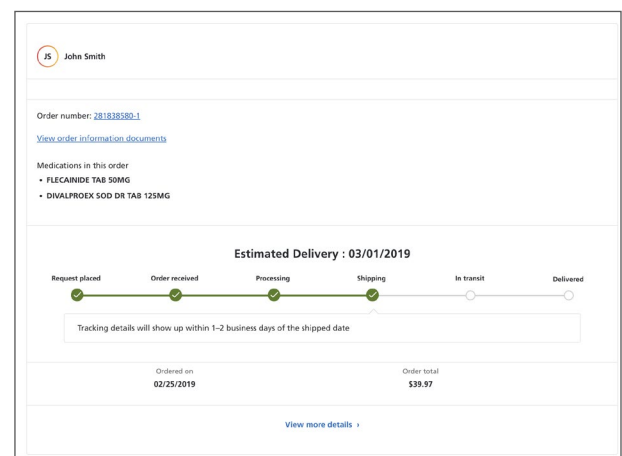 JS John Smith
Order number: 281838580-1
View order information documents
Medications in this order
• FLECAINIDE TAB 50MG
• DIVALPROEX SOD DR TAB 125MG
Estimated Delivery : 03/01/2019
Request placed Order received Processing Shipping In transit Delivered
Tracking details will show up within 1–2 business days of the shipped date
Ordered on Order total
02/25/2019 $39.97
View more details ›